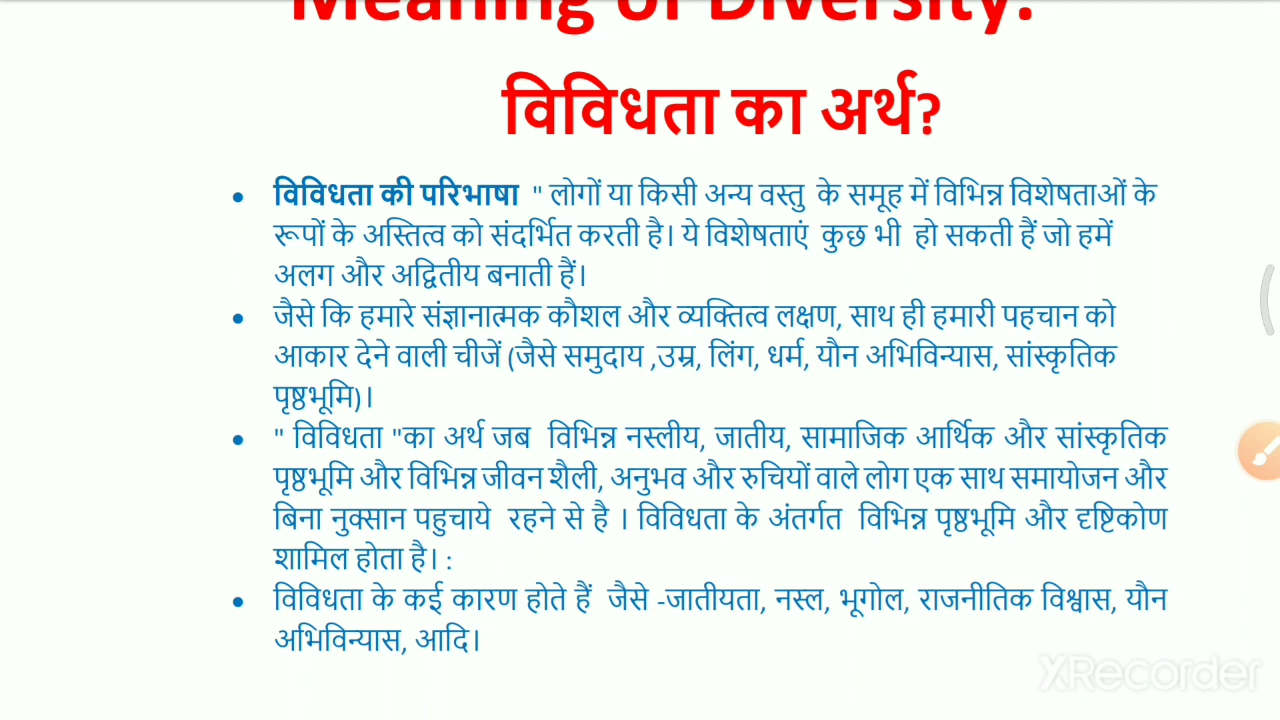 Meaning of Diversity.
विविधता का अर्थ?
• विविधता की परिभाषा " लोगों या किसी अन्य वस्तु के समूह में विभिन्न विशेषताओं के
रूपों के अस्तित्व को संदर्भित करती है। ये विशेषताएं कुछ भी हो सकती हैं जो हमें
अलग और अद्वितीय बनाती हैं।
• जैसे कि हमारे संज्ञानात्मक कौशल और व्यक्तित्व लक्षण, साथ ही हमारी पहचान को
आकार देने वाली चीजें (जैसे समुदाय ,उम्र, लिंग, धर्म, यौन अभिविन्यास, सांस्कृतिक
पृष्ठभूमि)।
• " विविधता "का अर्थ जब विभिन्न नस्लीय, जातीय, सामाजिक आर्थिक और सांस्कृतिक
पृष्ठभूमि और विभिन्न जीवन शैली, अनुभव और रुचियों वाले लोग एक साथ समायोजन और
बिना नुक्सान पहुचाये रहने से है । विविधता के अंतर्गत विभिन्न पृष्ठभूमि और दृष्टिकोण
शामिल होता है। :
• विविधता के कई कारण होते हैं जैसे -जातीयता, नस्ल, भूगोल, राजनीतिक विश्वास, यौन
अभिविन्यास, आदि।
XRecorder